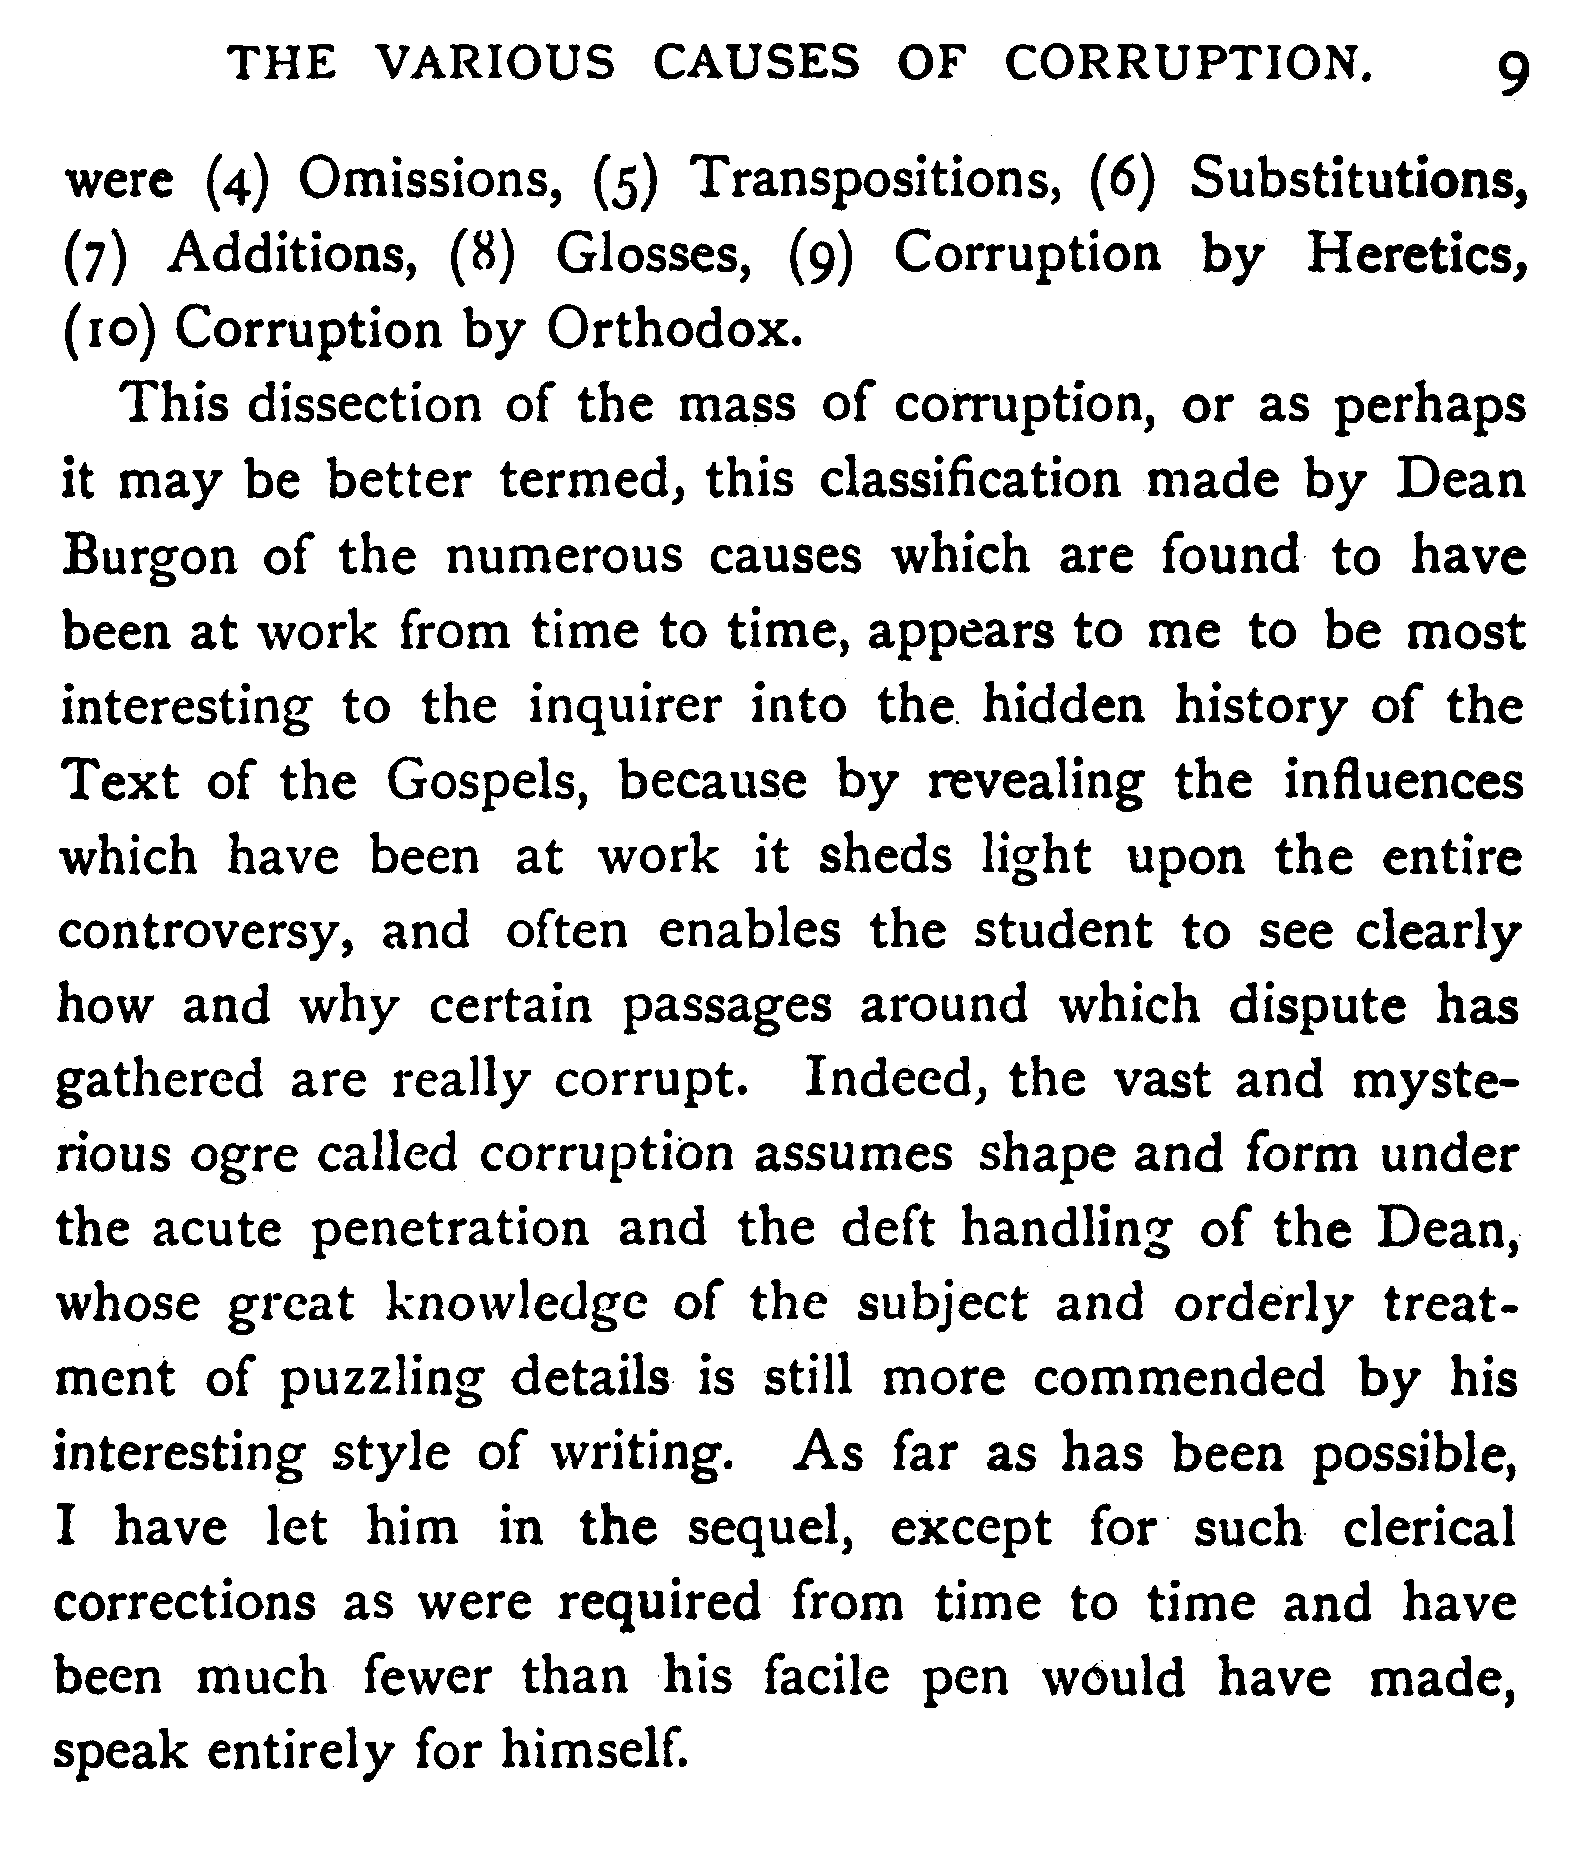 THE VARIOUS CAUSES OF CORRUPTION. 9
were (4) Omissions, (5) Transpositions, (6) Substitutions,
(7) Additions, (8) Glosses, (9) Corruption by Heretics,
(10) Corruption by Orthodox.
This dissection of the mass of corruption, or as perhaps
it may be better termed, this classification made by Dean
Burgon of the numerous causes which are found to have
been at work from time to time, appears to me to be most
interesting to the inquirer into the hidden history of the
Text of the Gospels, because by revealing the influences
which have been at work it sheds light upon the entire
controversy, and often enables the student to see clearly
how and why certain passages around which dispute has
gathered are really corrupt. Indeed, the vast and myste-
rious ogre called corruption assumes shape and form under
the acute penetration and the deft handling of the Dean,
whose great knowledge of the subject and orderly treat-
ment of puzzling details is still more commended by his
interesting style of writing. As far as has been possible,
I have let him in the sequel, except for such clerical
corrections as were required from time to time and have
been much fewer than his facile pen would have made,
speak entirely for himself.